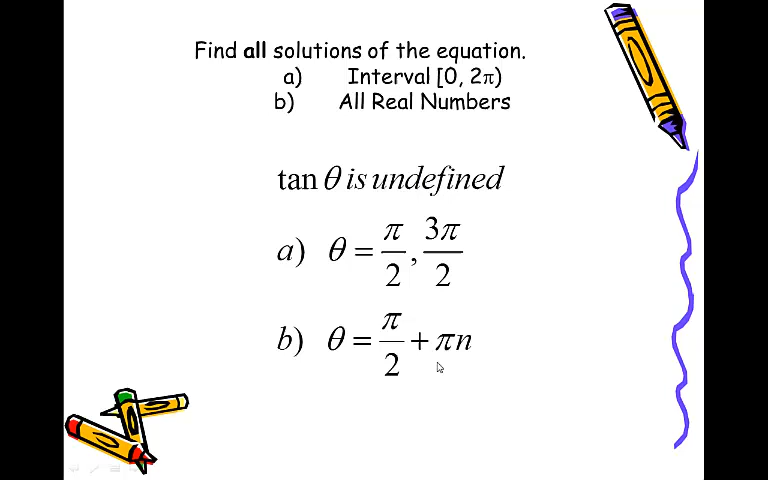 Find all solutions of the equation.
a) Interval [0, 2π)
b) All Real Numbers
tan θ is undefined
a) θ = π/2, 3π/2
b) θ = π/2 + πn